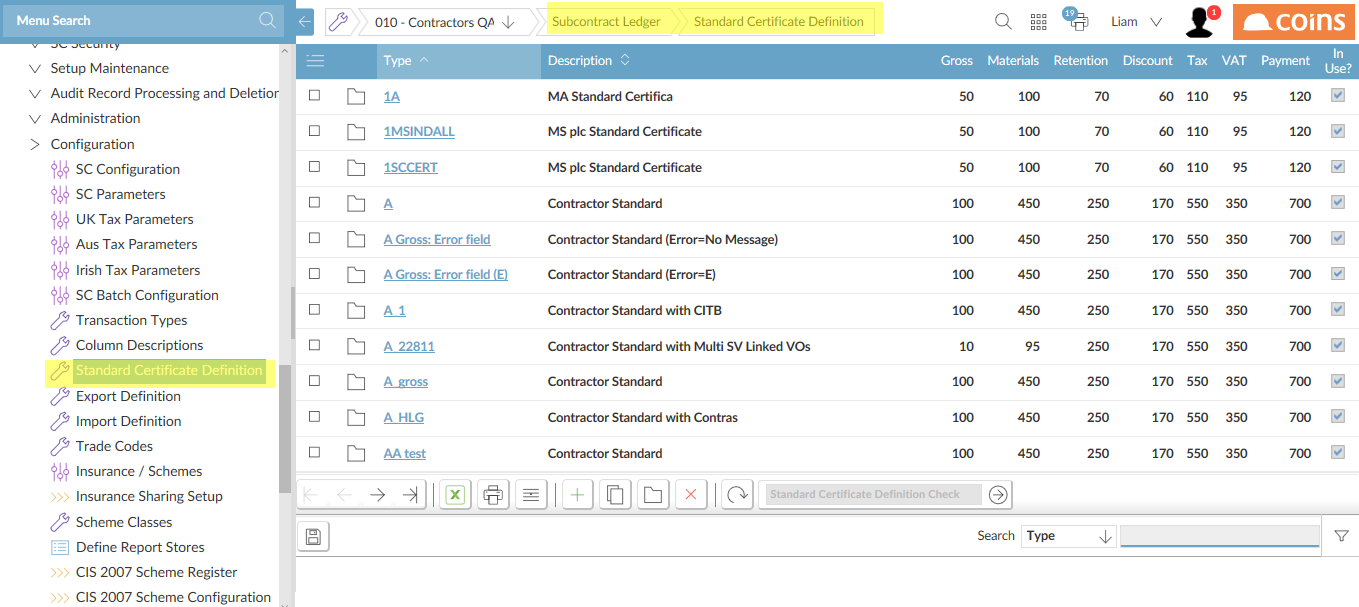 Menu Search
010 - Contractors QA
Subcontract Ledger
Standard Certificate Definition
19
Liam
1
coins
SC Security
Setup Maintenance
Audit Record Processing and Deletion
Administration
Configuration
SC Configuration
SC Parameters
UK Tax Parameters
Aus Tax Parameters
Irish Tax Parameters
SC Batch Configuration
Transaction Types
Column Descriptions
Standard Certificate Definition
Export Definition
Import Definition
Trade Codes
Insurance / Schemes
Insurance Sharing Setup
Scheme Classes
Define Report Stores
CIS 2007 Scheme Register
CIS 2007 Scheme Configuration
Type Description Gross Materials Retention Discount Tax VAT Payment In Use?
1A MA Standard Certifica 50 100 70 60 110 95 120
1MSINDALL MS plc Standard Certificate 50 100 70 60 110 95 120
1SCCERT MS plc Standard Certificate 50 100 70 60 110 95 120
A Contractor Standard 100 450 250 170 550 350 700
A Gross: Error field Contractor Standard (Error=No Message) 100 450 250 170 550 350 700
A Gross: Error field (E) Contractor Standard (Error=E) 100 450 250 170 550 350 700
A_1 Contractor Standard with CITB 100 450 250 170 550 350 700
A_22811 Contractor Standard with Multi SV Linked VOs 10 95 250 170 550 350 700
A_gross Contractor Standard 100 450 250 170 550 350 700
A_HLG Contractor Standard with Contras 100 450 250 170 550 350 700
AA test Contractor Standard 100 450 250 170 550 350 700
Standard Certificate Definition Check
Search Type